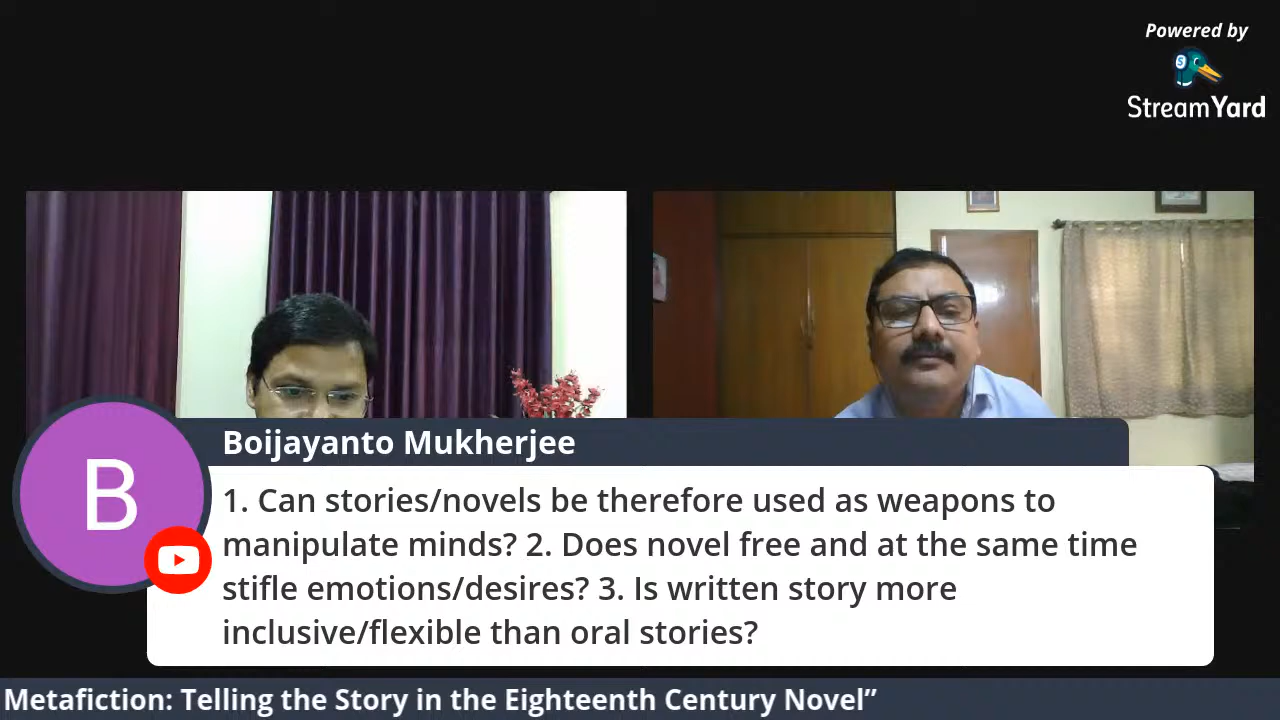 Powered by
S
StreamYard
Boijayanto Mukherjee
B
1. Can stories/novels be therefore used as weapons to
manipulate minds? 2. Does novel free and at the same time
stifle emotions/desires? 3. Is written story more
inclusive/flexible than oral stories?
Metafiction: Telling the Story in the Eighteenth Century Novel”